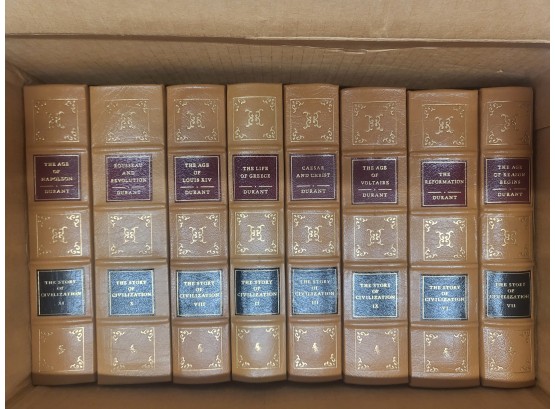 THE AGE
OF
NAPOLEON
DURANT
THE STORY
OF
CIVILIZATION
XI
ROUSSEAU
AND
REVOLUTION
DURANT
THE STORY
OF
CIVILIZATION
X
THE AGE
OF
LOUIS XIV
DURANT
THE STORY
OF
CIVILIZATION
VIII
THE LIFE
OF GREECE
DURANT
THE STORY
OF
CIVILIZATION
II
CAESAR
AND CHRIST
DURANT
THE STORY
OF
CIVILIZATION
III
THE AGE
OF
VOLTAIRE
DURANT
THE STORY
OF
CIVILIZATION
IX
THE
REFORMATION
DURANT
THE STORY
OF
CIVILIZATION
VI
THE AGE
OF REASON
BEGINS
DURANT
THE STORY
OF
CIVILIZATION
VII